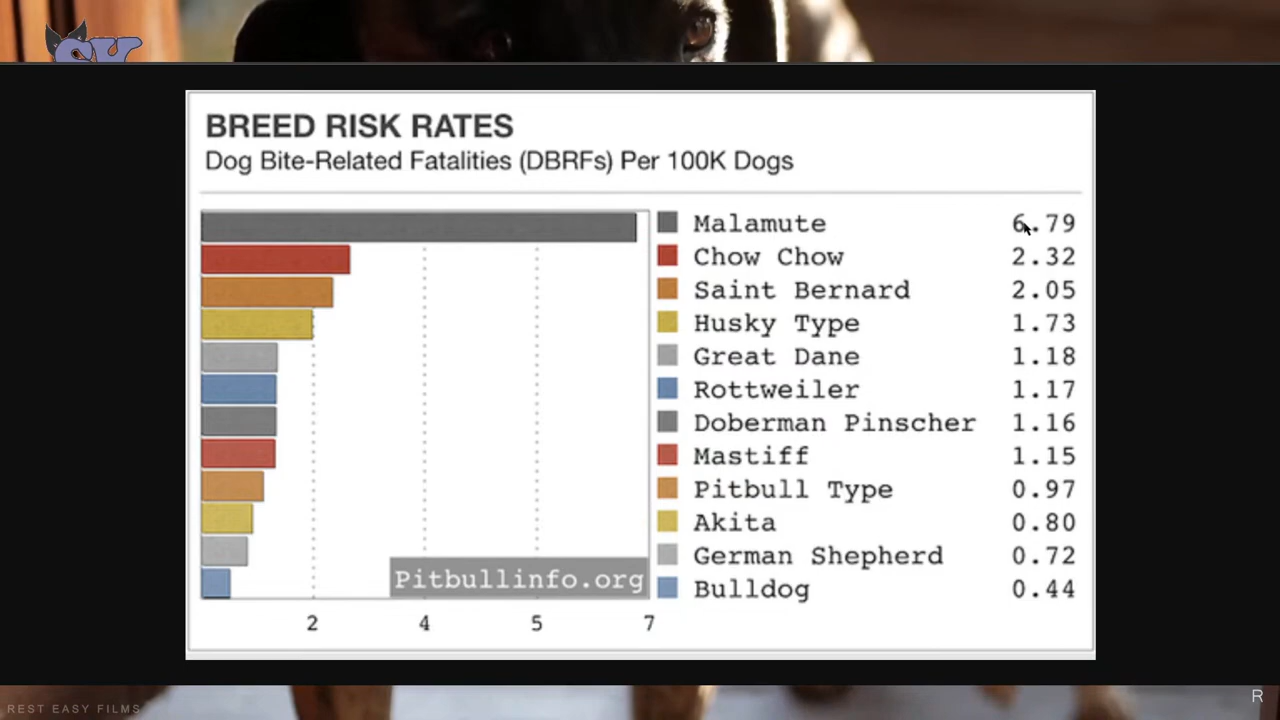 BREED RISK RATES
Dog Bite-Related Fatalities (DBRFs) Per 100K Dogs
Malamute 6.79
Chow Chow 2.32
Saint Bernard 2.05
Husky Type 1.73
Great Dane 1.18
Rottweiler 1.17
Doberman Pinscher 1.16
Mastiff 1.15
Pitbull Type 0.97
Akita 0.80
German Shepherd 0.72
Bulldog 0.44
Pitbullinfo.org
2 4 5 7
REST EASY FILMS
R